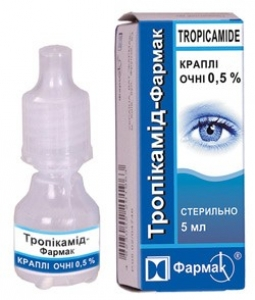 Тропікамід-
Фармак
КРАПЛІ ОЧНІ 0,5%
Тропікамід-Фармак
TROPICAMIDE
КРАПЛІ
ОЧНІ 0,5 %
СТЕРИЛЬНО
5 мл
Фармак